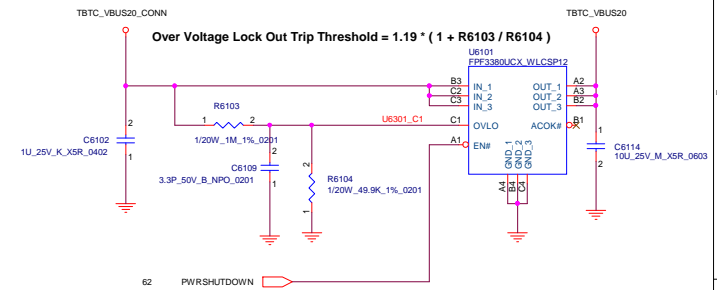 TBTC_VBUS20_CONN
TBTC_VBUS20
Over Voltage Lock Out Trip Threshold = 1.19 * ( 1 + R6103 / R6104 )
U6101
FPF3380UCX_WLCSP12
B3 IN_1 OUT_1 A2
C2 IN_2 OUT_2 A3
C3 IN_3 OUT_3 B2
R6103
1 2
1/20W_1M_1%_0201
U6301_C1
C1 OVLO ACOK# B1
A1 EN#
GND_1
GND_2
GND_3
A4
B4
C4
2
C6102
1U_25V_K_X5R_0402
1
2
C6109
3.3P_50V_B_NPO_0201
1
2
R6104
1/20W_49.9K_1%_0201
1
1
C6114
10U_25V_M_X5R_0603
2
62 PWRSHUTDOWN